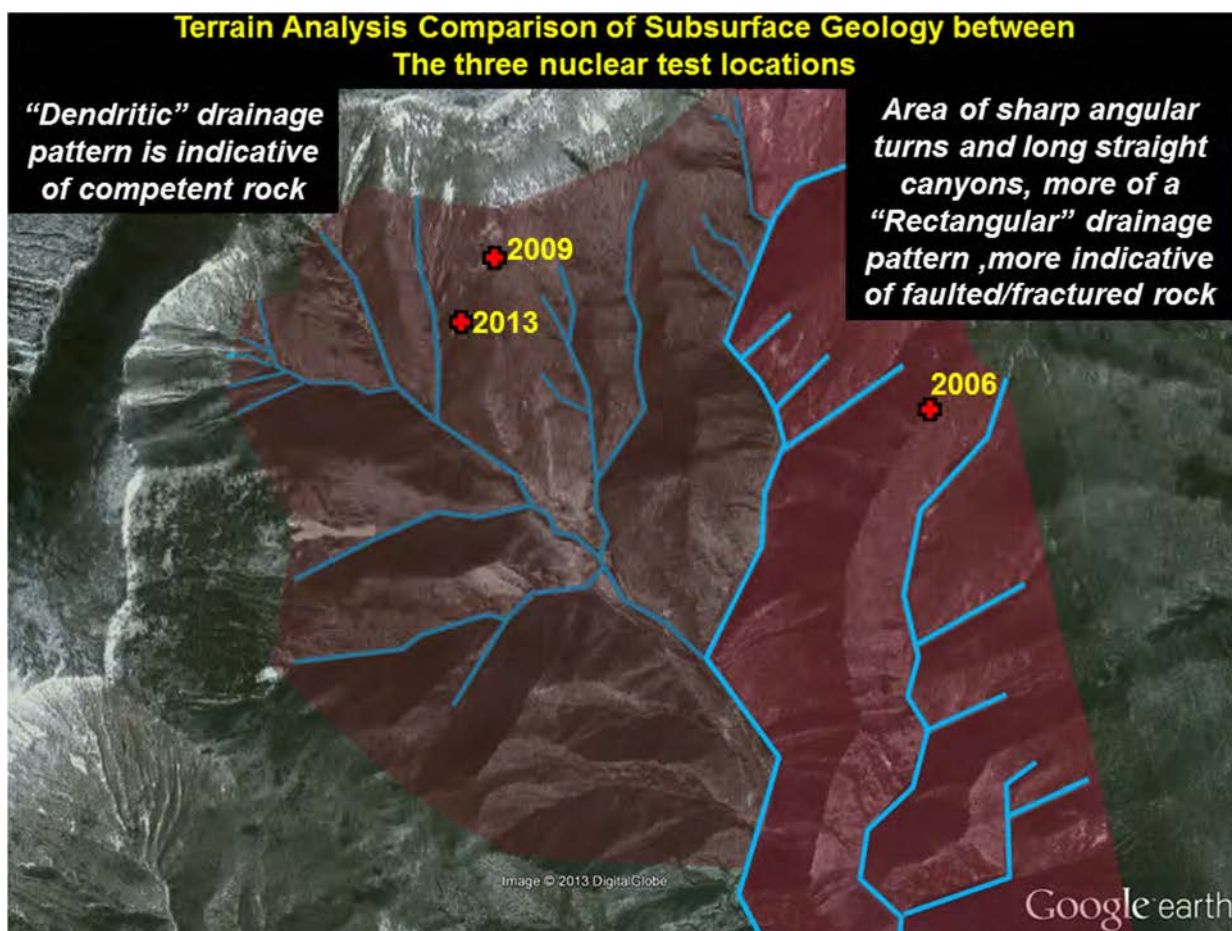 Terrain Analysis Comparison of Subsurface Geology between
The three nuclear test locations
“Dendritic” drainage
pattern is indicative
of competent rock
Area of sharp angular
turns and long straight
canyons, more of a
“Rectangular” drainage
pattern ,more indicative
of faulted/fractured rock
2009
2013
2006
Image © 2013 DigitalGlobe
Google earth